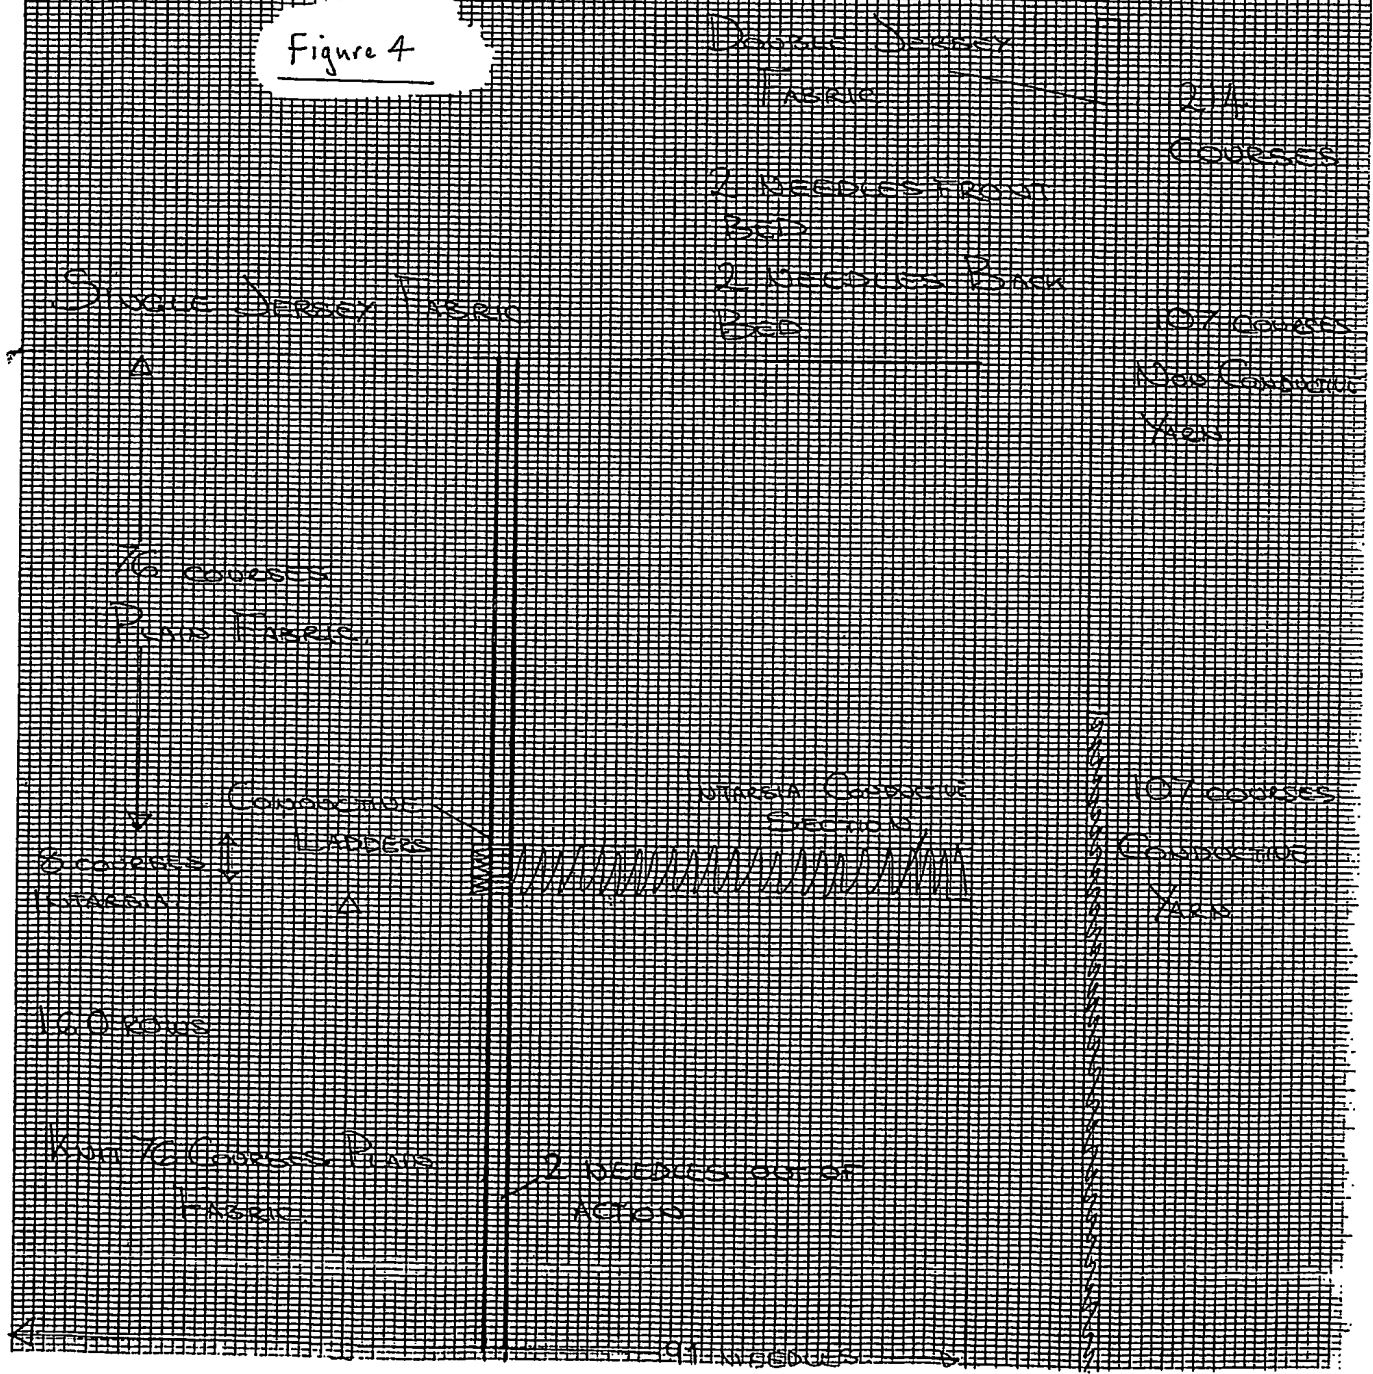 Figure 4
DOUBLE JERSEY
FABRIC
214
COURSES
2 NEEDLES FRONT
BED
2 NEEDLES BACK
BED.
SINGLE JERSEY FABRIC
107 COURSES
NON CONDUCTIVE
YARN
76 COURSES
PLAIN FABRIC.
CONDUCTIVE
LADDERS
INTARSIA CONDUCTIVE
SECTION
107 COURSES
CONDUCTIVE
YARN
8 COURSES
INTARSIA.
160 ROWS
KNIT 76 COURSES PLAIN
FABRIC.
2 NEEDLES OUT OF
ACTION
91 NEEDLES